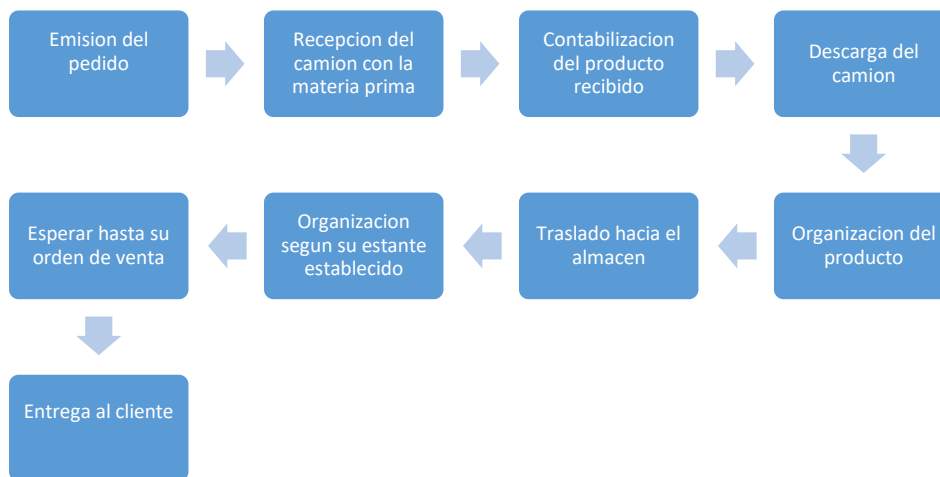 Emision del
pedido
Recepcion del
camion con la
materia prima
Contabilizacion
del producto
recibido
Descarga del
camion
Organizacion del
producto
Traslado hacia el
almacen
Organizacion
segun su estante
establecido
Esperar hasta su
orden de venta
Entrega al cliente